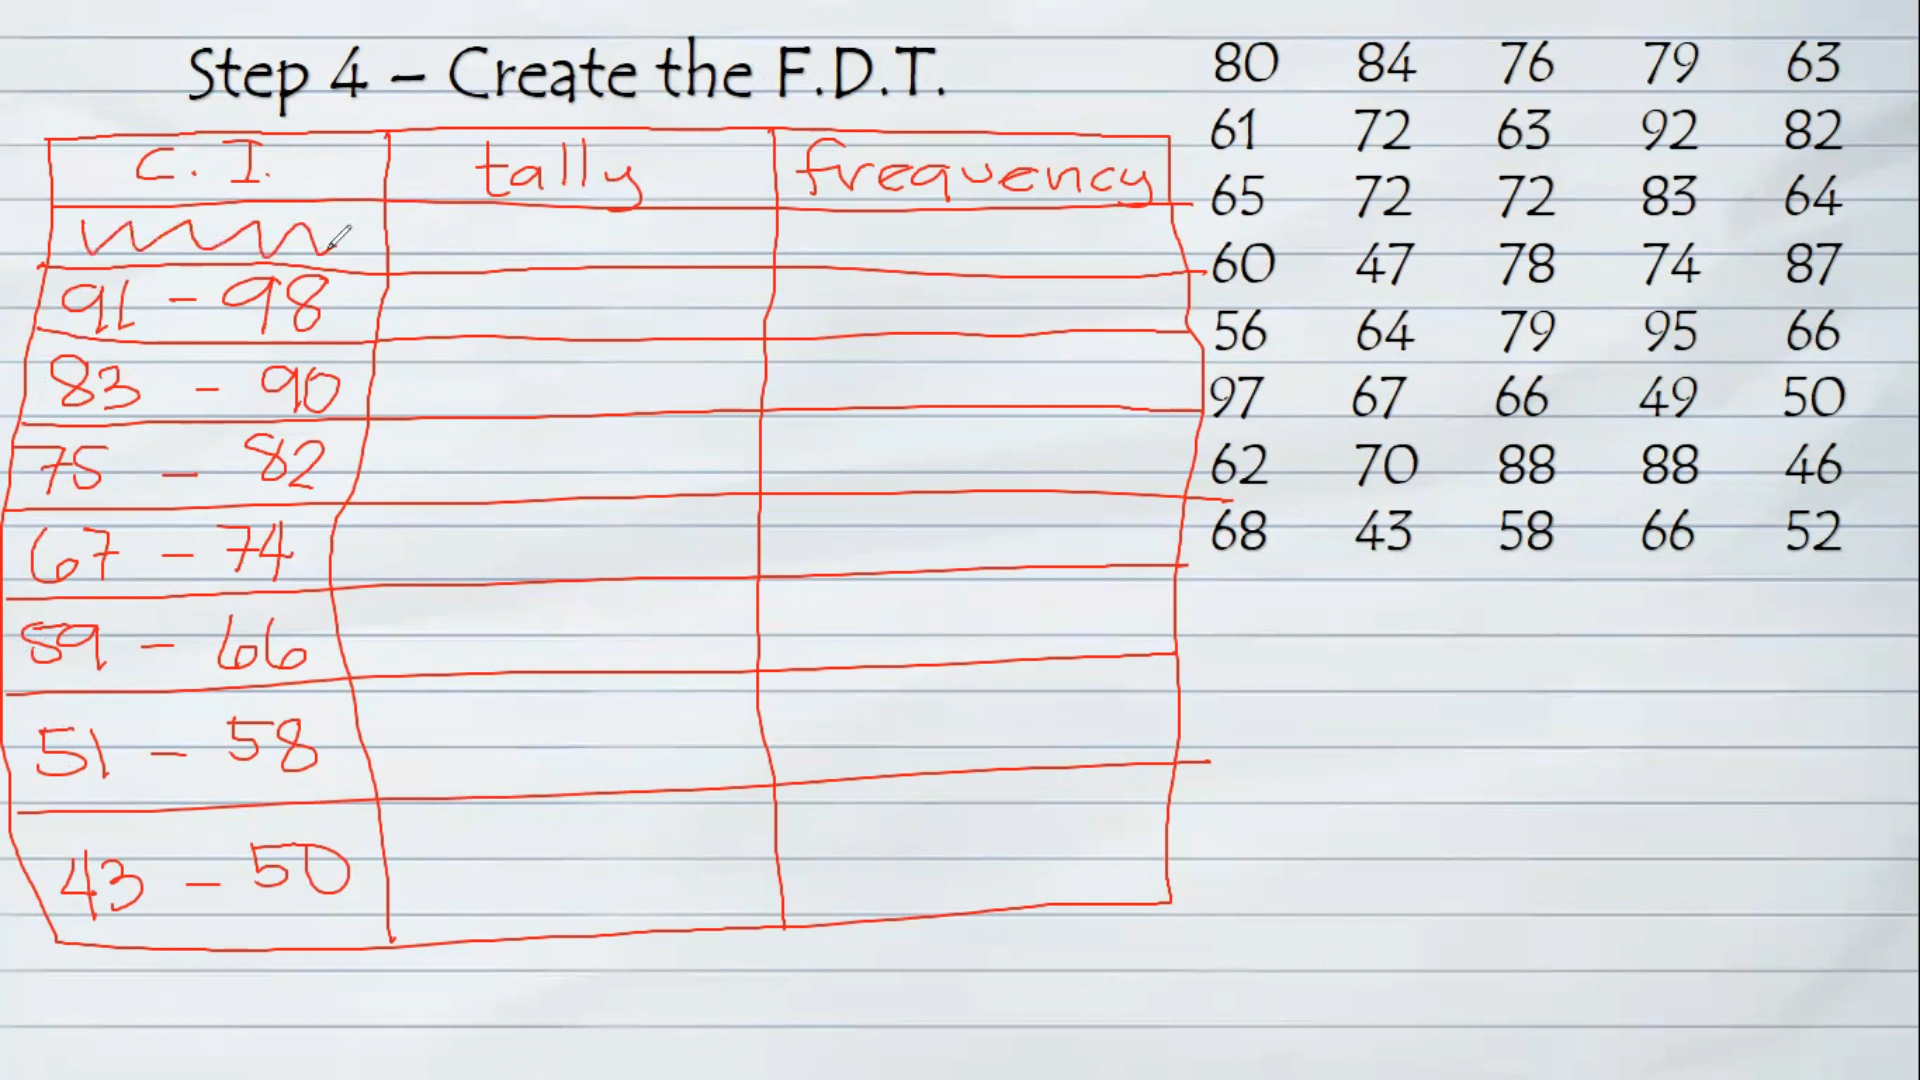 Step 4 – Create the F.D.T.
C. I. tally frequency
91 - 98
83 - 90
75 - 82
67 - 74
59 - 66
51 - 58
43 - 50
80 84 76 79 63
61 72 63 92 82
65 72 72 83 64
60 47 78 74 87
56 64 79 95 66
97 67 66 49 50
62 70 88 88 46
68 43 58 66 52